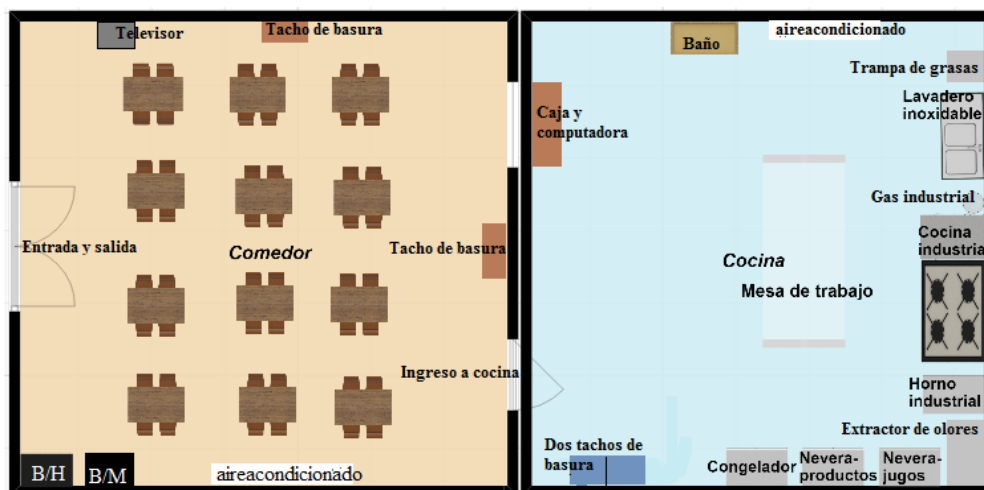 Televisor
Tacho de basura
Entrada y salida
Comedor
Tacho de basura
Ingreso a cocina
B/H
B/M
aireacondicionado
Baño
aireacondicionado
Trampa de grasas
Caja y
computadora
Lavadero
inoxidable
Gas industrial
Cocina
industria
Cocina
Mesa de trabajo
Horno
industrial
Extractor de olores
Dos tachos de
basura
Congelador
Nevera-
productos
Nevera-
jugos